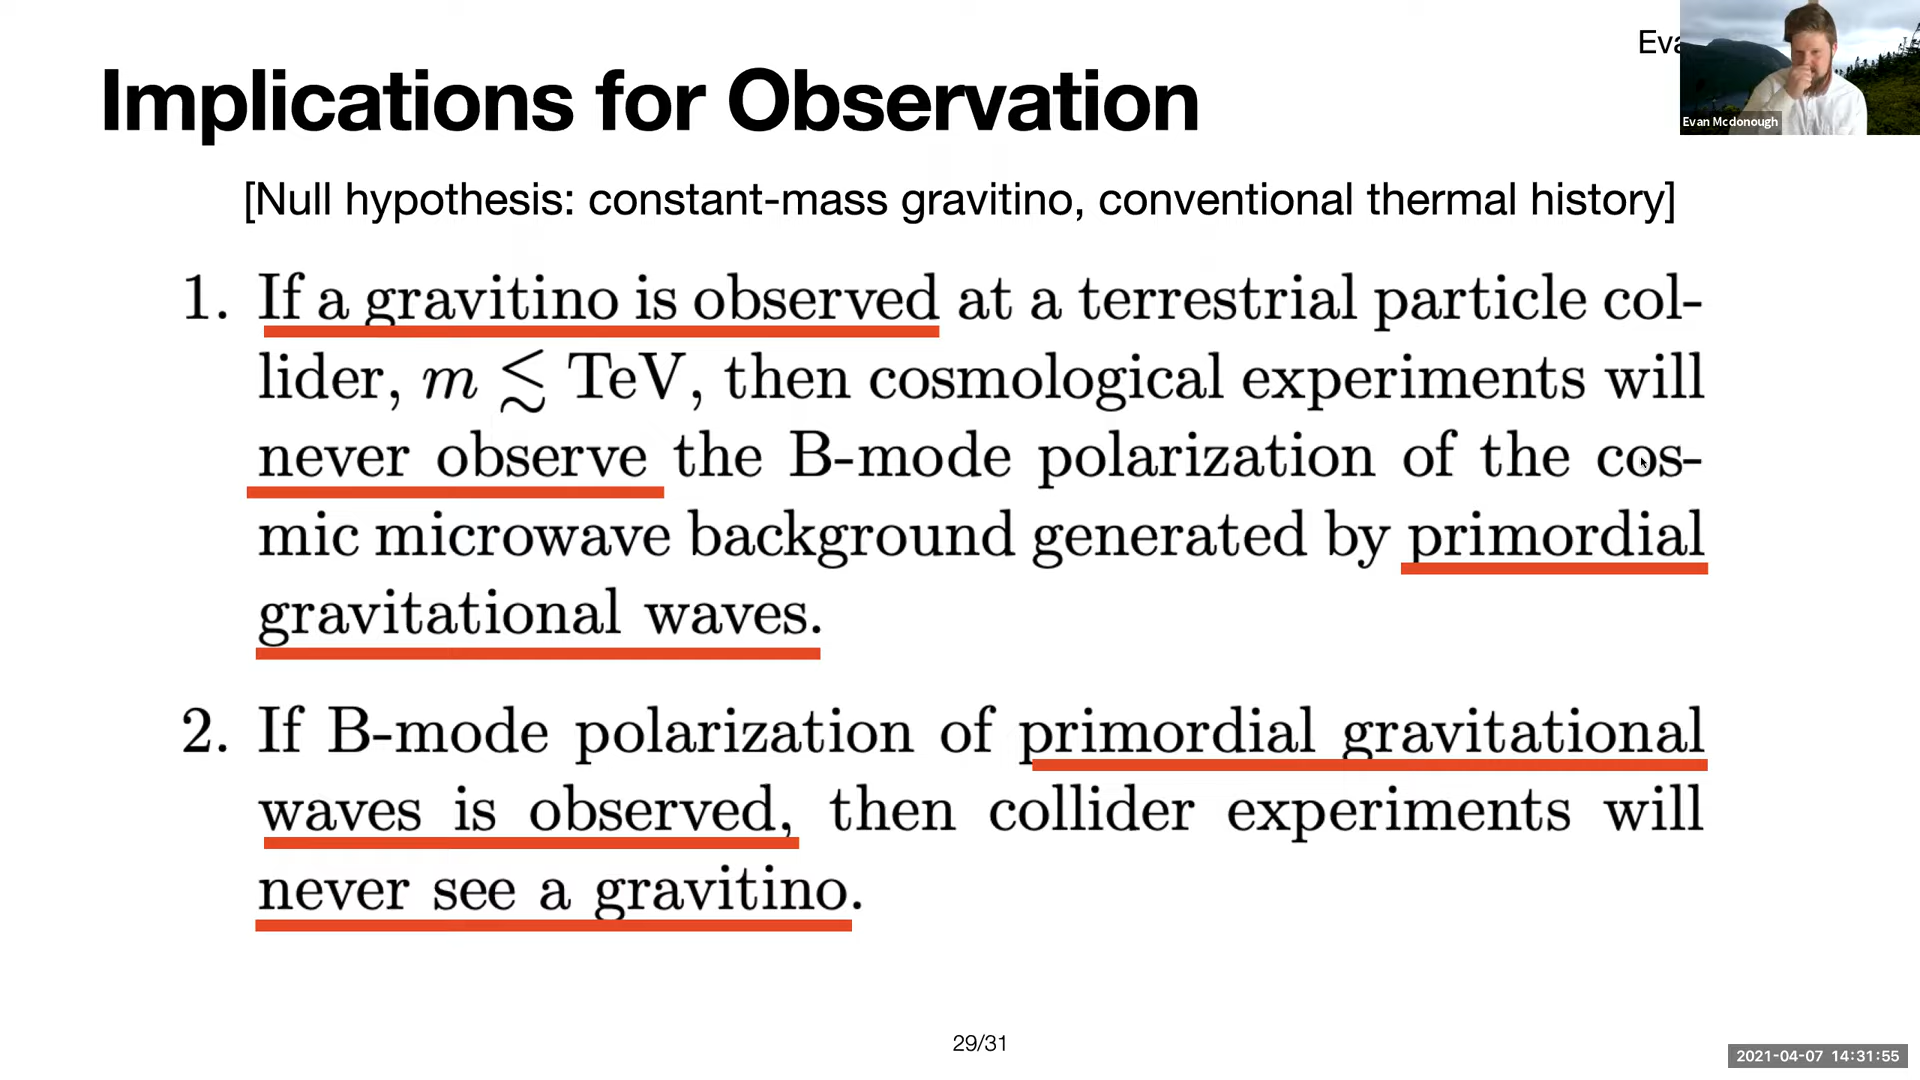 Eva
Implications for Observation
Evan Mcdonough
[Null hypothesis: constant-mass gravitino, conventional thermal history]
1. If a gravitino is observed at a terrestrial particle col-
lider, m ≲ TeV, then cosmological experiments will
never observe the B-mode polarization of the cos-
mic microwave background generated by primordial
gravitational waves.
2. If B-mode polarization of primordial gravitational
waves is observed, then collider experiments will
never see a gravitino.
29/31
2021-04-07 14:31:55